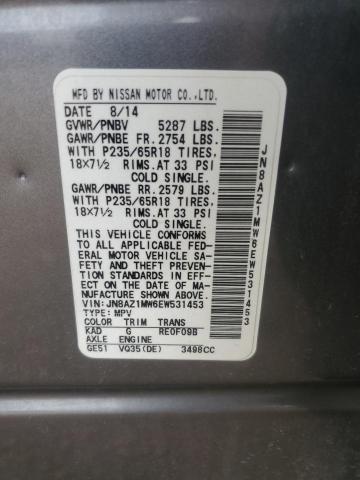 MFD BY NISSAN MOTOR CO.,LTD.
DATE 8/14
GVWR/PNBV 5287 LBS.
GAWR/PNBE FR. 2754 LBS.
WITH P235/65R18 TIRES,
18X7½ RIMS.AT 33 PSI
COLD SINGLE.
GAWR/PNBE RR. 2579 LBS.
WITH P235/65R18 TIRES,
18X7½ RIMS.AT 33 PSI
COLD SINGLE.
THIS VEHICLE CONFORMS
TO ALL APPLICABLE FED-
ERAL MOTOR VEHICLE SA-
FETY AND THEFT PREVEN-
TION STANDARDS IN EFF-
ECT ON THE DATE OF MA-
NUFACTURE SHOWN ABOVE.
VIN:JN8AZ1MW6EW531453
TYPE:MPV
COLOR TRIM TRANS
KAD G RE0F09B
AXLE ENGINE
GE51 VQ35(DE) 3498CC
JN8AZ1MW6EW531453